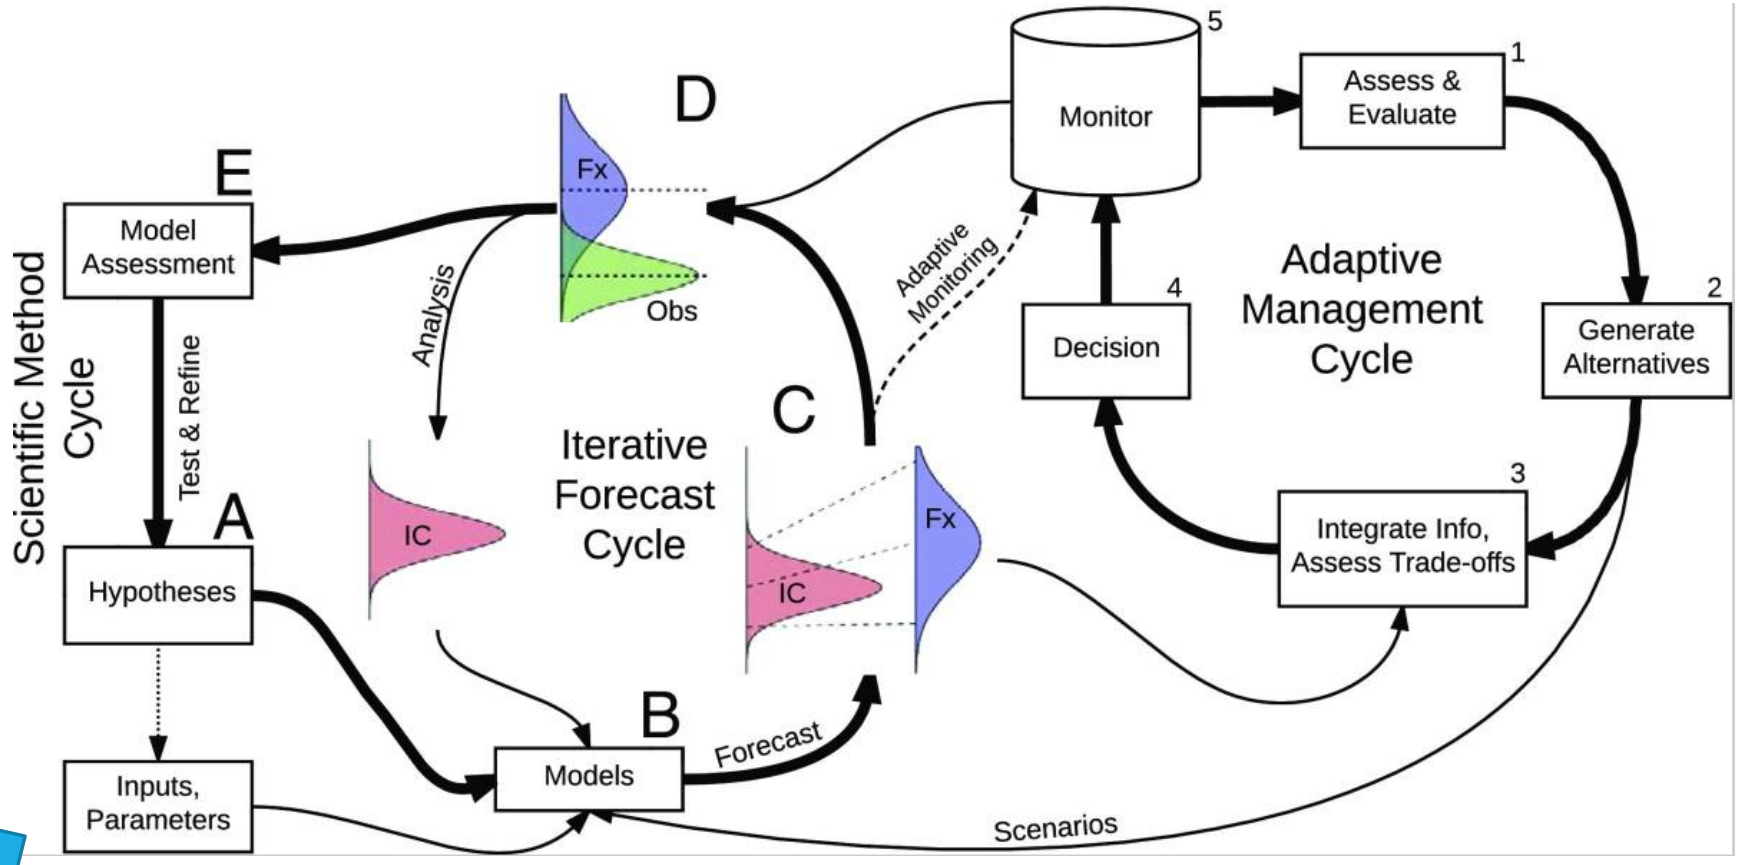 Scientific Method
Cycle
E
Model
Assessment
Test & Refine
A
Hypotheses
Inputs,
Parameters
D
Fx
Obs
Analysis
IC
Iterative
Forecast
Cycle
B
Models
Forecast
C
IC
Fx
Adaptive
Monitoring
5
Monitor
1
Assess &
Evaluate
2
Generate
Alternatives
3
Integrate Info,
Assess Trade-offs
4
Decision
Adaptive
Management
Cycle
Scenarios